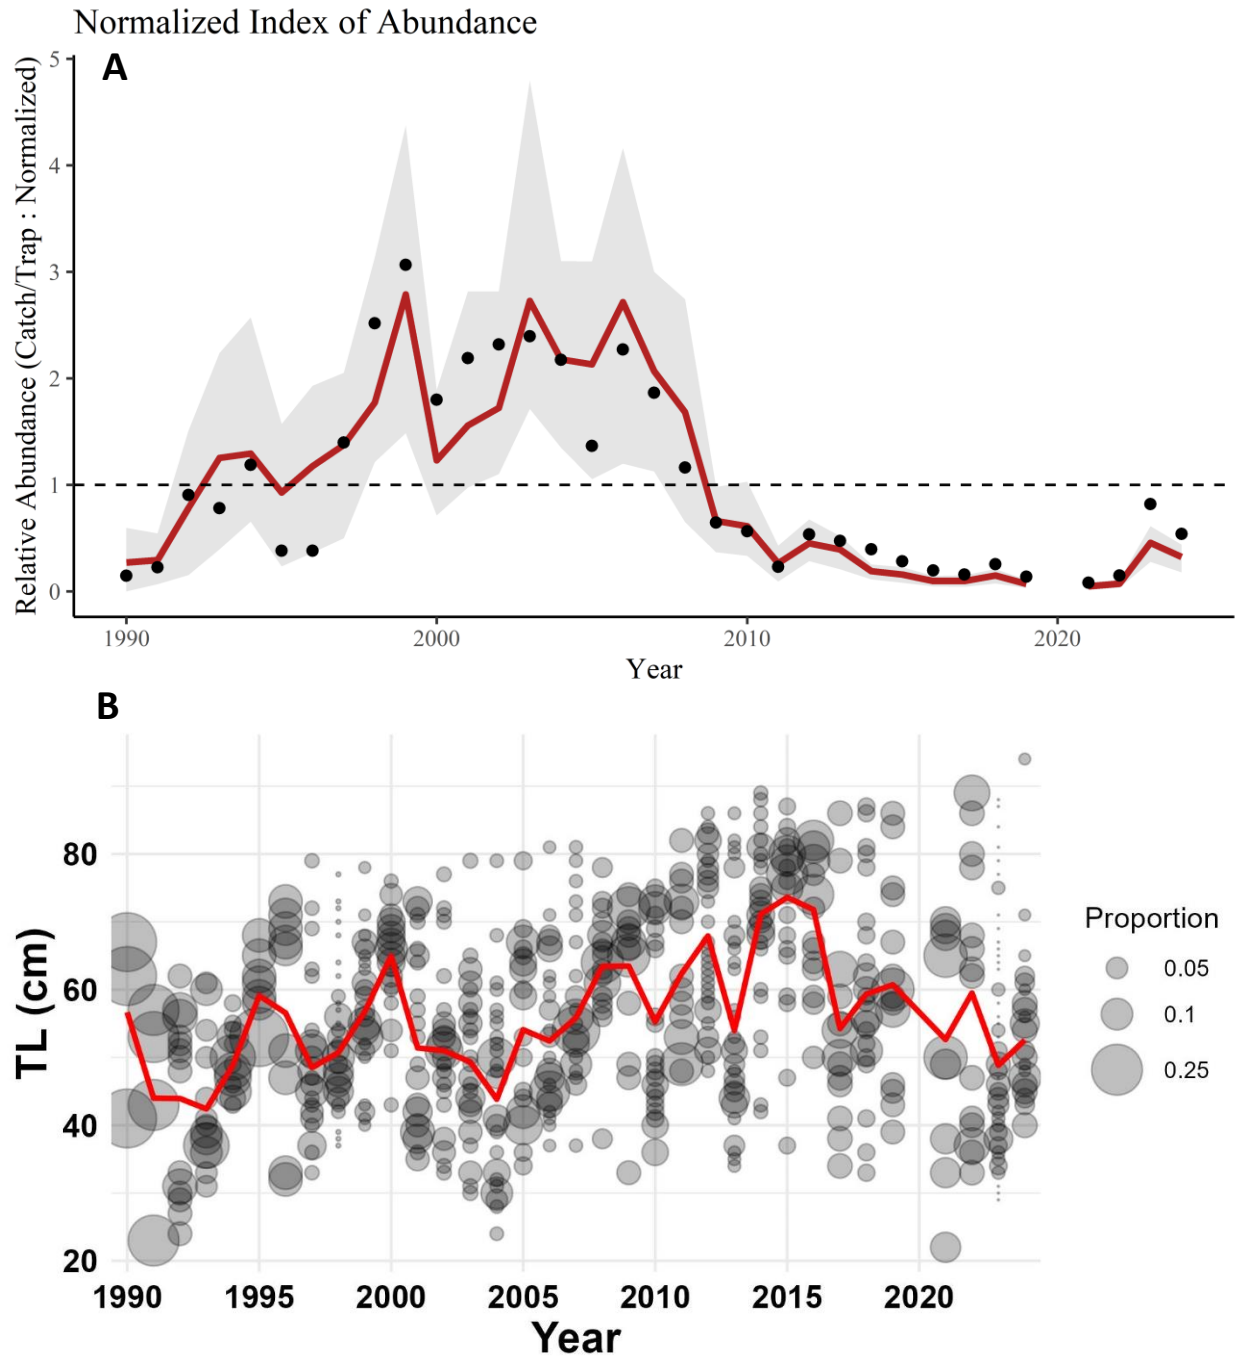 Normalized Index of Abundance
A
Relative Abundance (Catch/Trap : Normalized)
5
4
3
2
1
0
1990 2000 2010 2020
Year
B
TL (cm)
80
60
40
20
1990 1995 2000 2005 2010 2015 2020
Year
Proportion
0.05
0.1
0.25